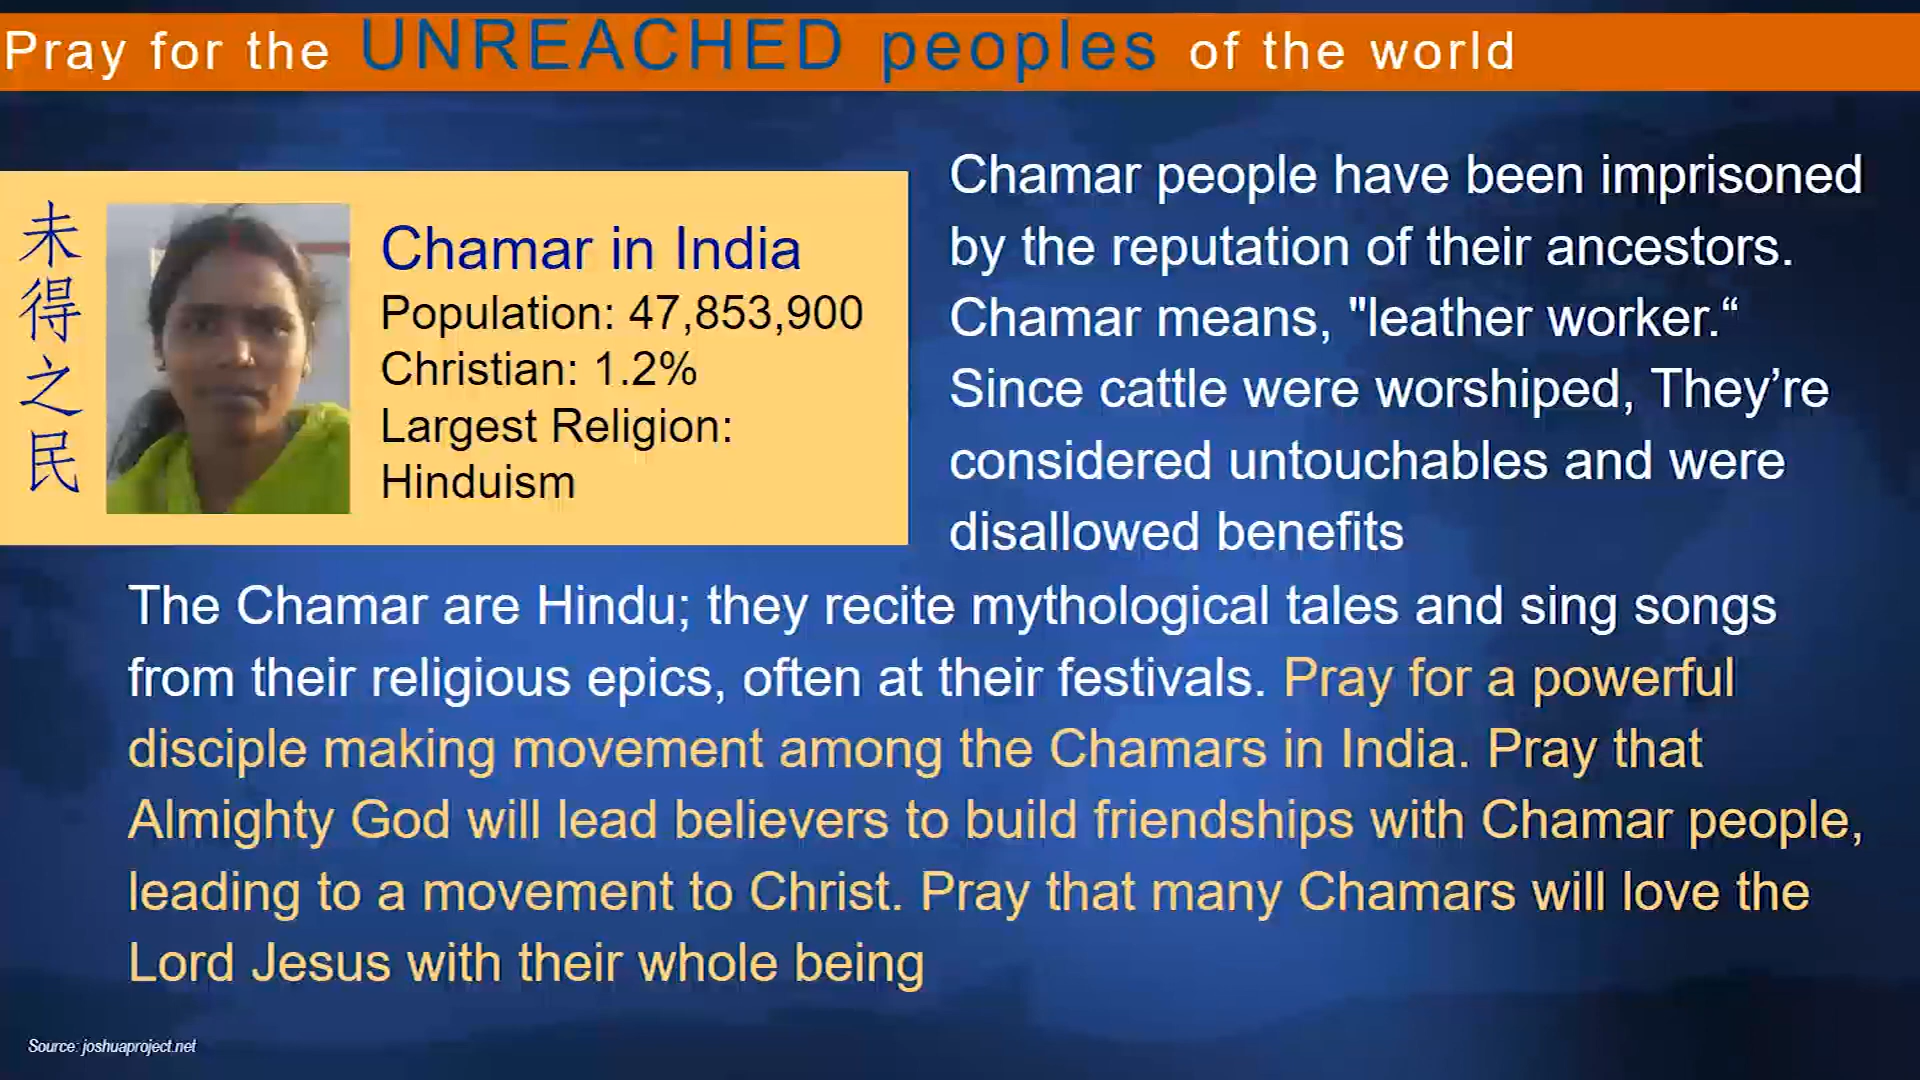 Pray for the UNREACHED peoples of the world
未得之民
Chamar in India
Population: 47,853,900
Christian: 1.2%
Largest Religion:
Hinduism
Chamar people have been imprisoned
by the reputation of their ancestors.
Chamar means, "leather worker.“
Since cattle were worshiped, They’re
considered untouchables and were
disallowed benefits
The Chamar are Hindu; they recite mythological tales and sing songs
from their religious epics, often at their festivals. Pray for a powerful
disciple making movement among the Chamars in India. Pray that
Almighty God will lead believers to build friendships with Chamar people,
leading to a movement to Christ. Pray that many Chamars will love the
Lord Jesus with their whole being
Source: joshuaproject.net